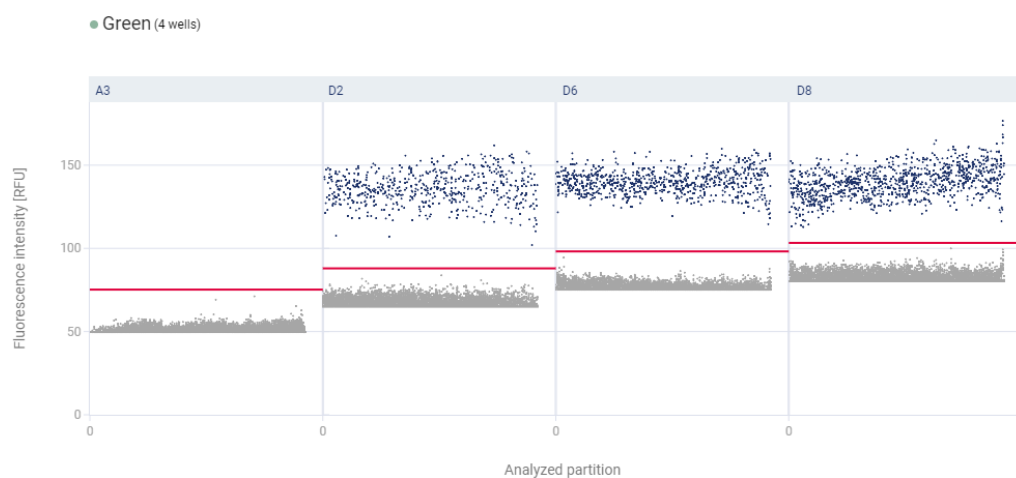 Green (4 wells)
A3 D2 D6 D8
150
100
50
0
0 0 0 0
Fluorescence intensity [RFU]
Analyzed partition